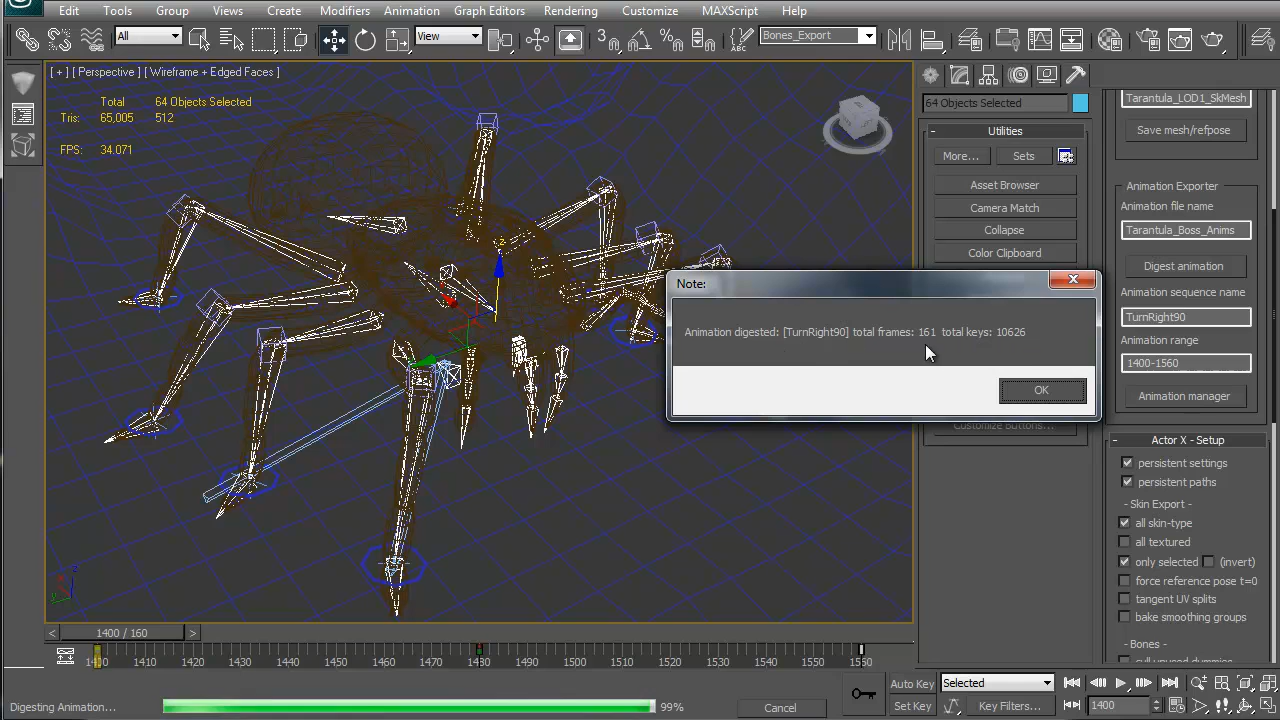 Edit Tools Group Views Create Modifiers Animation Graph Editors Rendering Customize MAXScript Help
All View Bones_Export
[ + ] [ Perspective ] [ Wireframe + Edged Faces ]
Total 64 Objects Selected
Tris: 65,005 512
FPS: 34.071
64 Objects Selected
Utilities
More... Sets
Asset Browser
Camera Match
Collapse
Color Clipboard
Customize Buttons...
Tarantula_LOD1_SkMesh
Save mesh/refpose
Animation Exporter
Animation file name
Tarantula_Boss_Anims
Digest animation
Animation sequence name
TurnRight90
Animation range
1400-1560
Animation manager
Actor X - Setup
persistent settings
persistent paths
- Skin Export -
all skin-type
all textured
only selected (invert)
force reference pose t=0
tangent UV splits
bake smoothing groups
- Bones -
cull unused dummies
Note:
Animation digested: [TurnRight90] total frames: 161 total keys: 10626
OK
z
< 1400 / 160 >
1400 1410 1420 1430 1440 1450 1460 1470 1480 1490 1500 1510 1520 1530 1540 1550 1560
Digesting Animation... 99% Cancel
Auto Key Selected
Set Key Key Filters... 1400